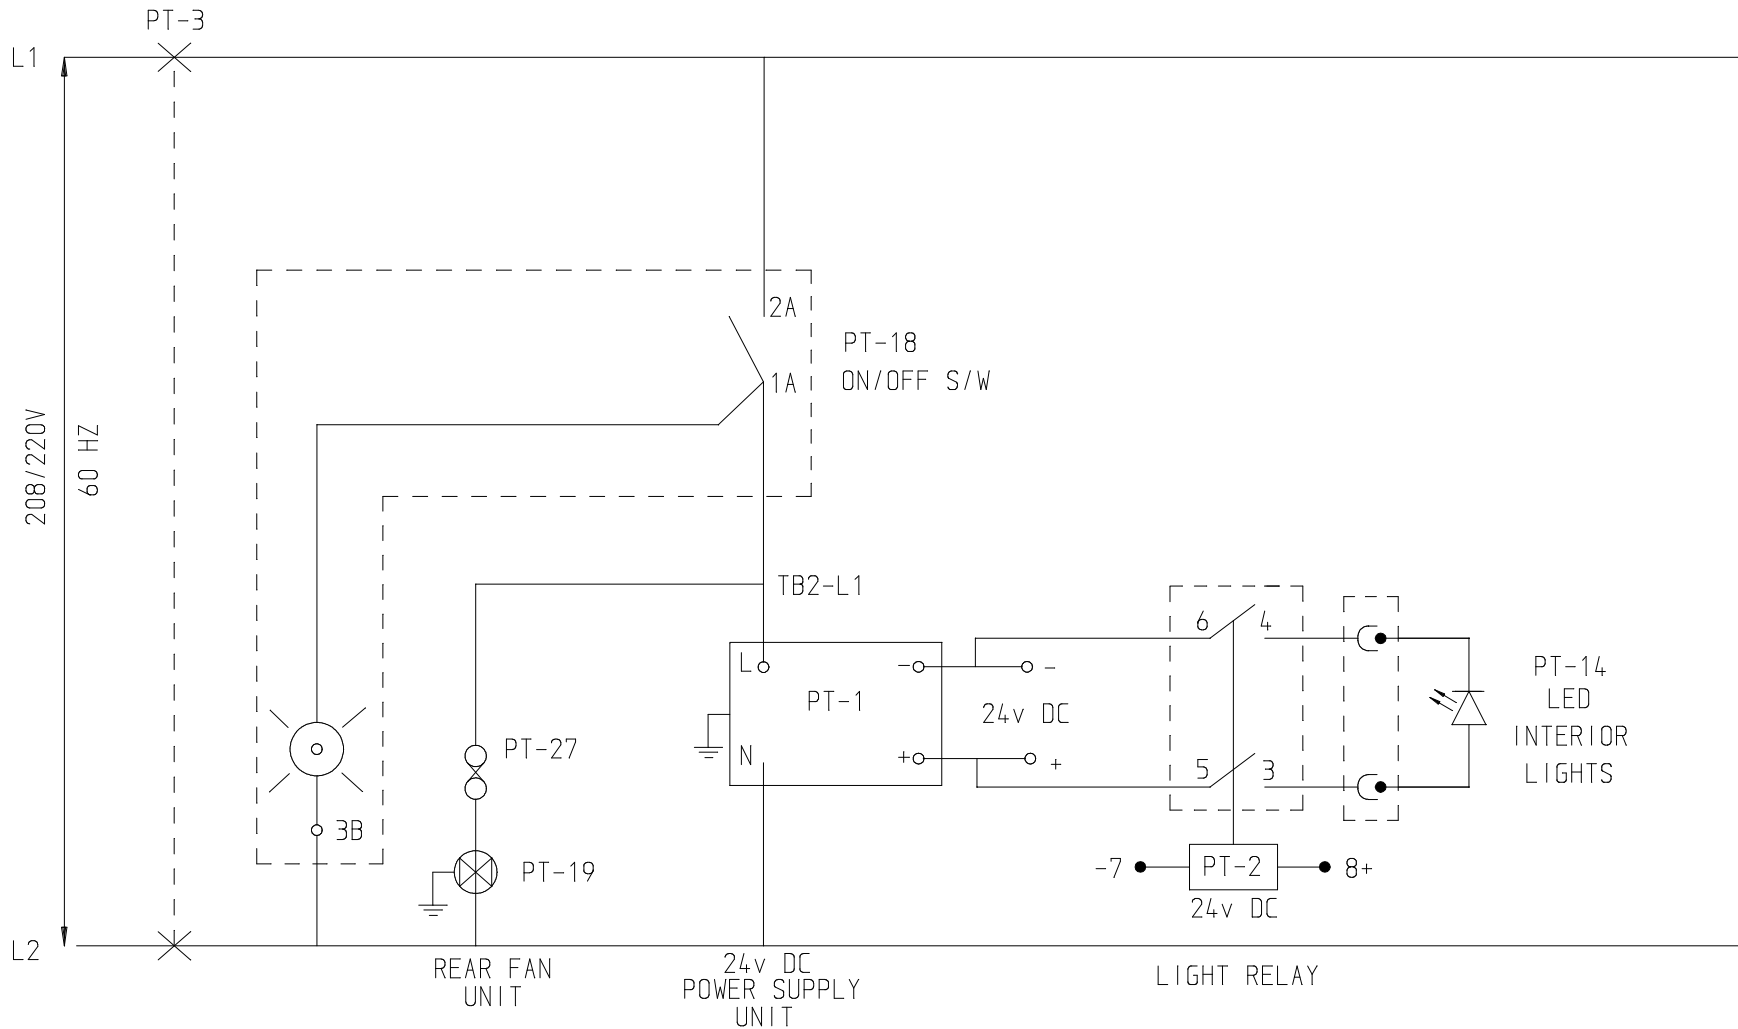 PT-3
L1
2A
PT-18
1A
ON/OFF S/W
208/220V
60 HZ
TB2-L1
6
4
L
-
-
PT-14
LED
INTERIOR
LIGHTS
PT-1
24v DC
PT-27
N
+
+
5
3
3B
PT-19
-7
PT-2
8+
24v DC
L2
REAR FAN
UNIT
24v DC
POWER SUPPLY
UNIT
LIGHT RELAY